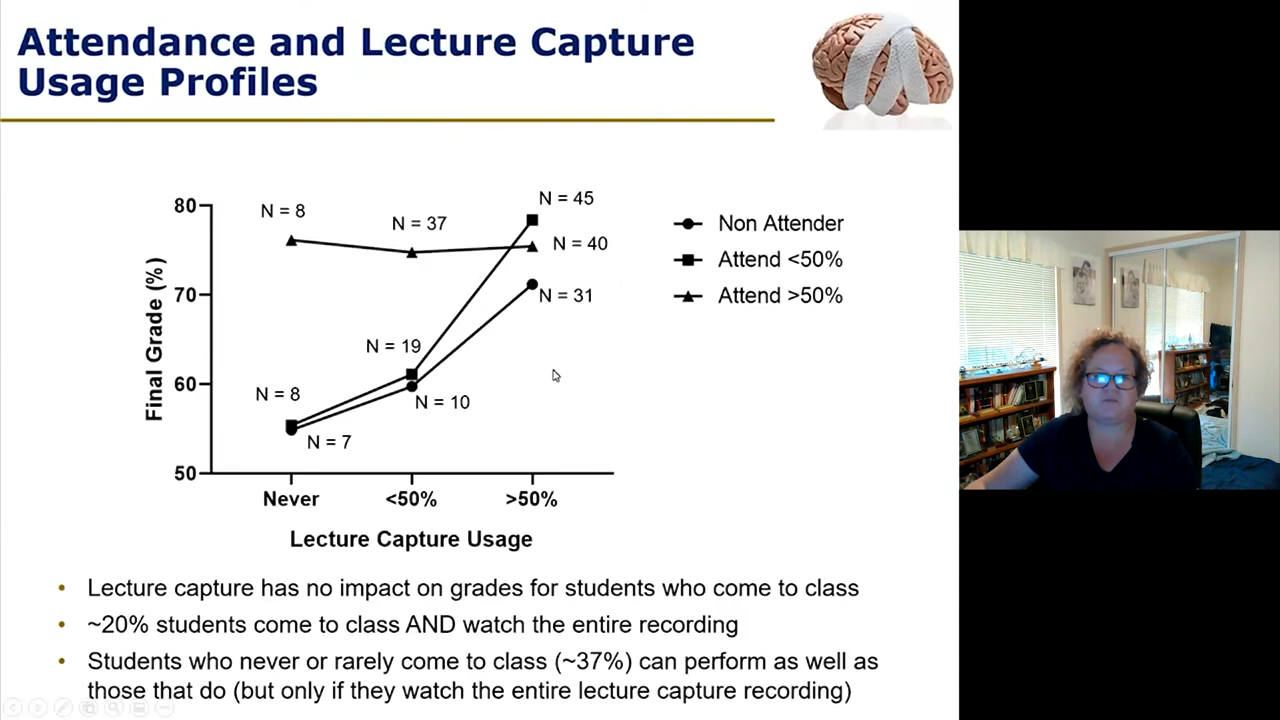 Attendance and Lecture Capture
Usage Profiles
80
70
60
50
Final Grade (%)
N = 8
N = 37
N = 45
N = 40
N = 31
N = 19
N = 10
N = 8
N = 7
Never
<50%
>50%
Lecture Capture Usage
Non Attender
Attend <50%
Attend >50%
• Lecture capture has no impact on grades for students who come to class
• ~20% students come to class AND watch the entire recording
• Students who never or rarely come to class (~37%) can perform as well as
those that do (but only if they watch the entire lecture capture recording)